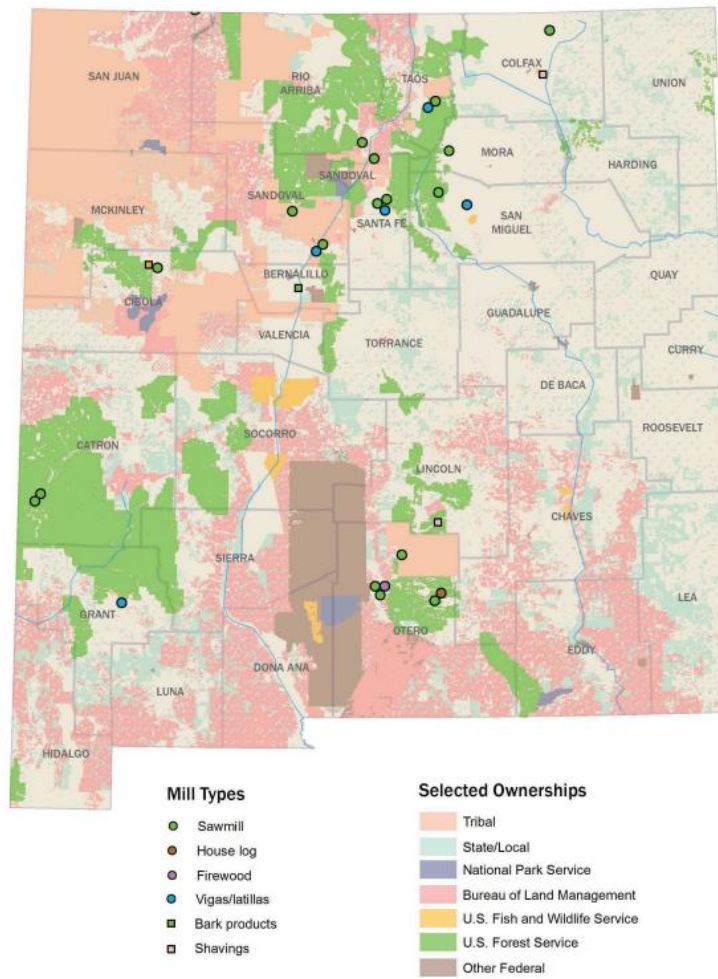 SAN JUAN
RIO
ARRIBA
TAOS
COLFAX
UNION
MORA
HARDING
SANDOVAL
SANDOVAL
MCKINLEY
SANTA FE
SAN
MIGUEL
BERNALILLO
CIBOLA
QUAY
GUADALUPE
VALENCIA
TORRANCE
CURRY
DE BACA
ROOSEVELT
SOCORRO
CATRON
LINCOLN
CHAVES
SIERRA
GRANT
LEA
OTERO
EDDY
DONA ANA
LUNA
HIDALGO
Mill Types
Sawmill
House log
Firewood
Vigas/latillas
Bark products
Shavings
Selected Ownerships
Tribal
State/Local
National Park Service
Bureau of Land Management
U.S. Fish and Wildlife Service
U.S. Forest Service
Other Federal